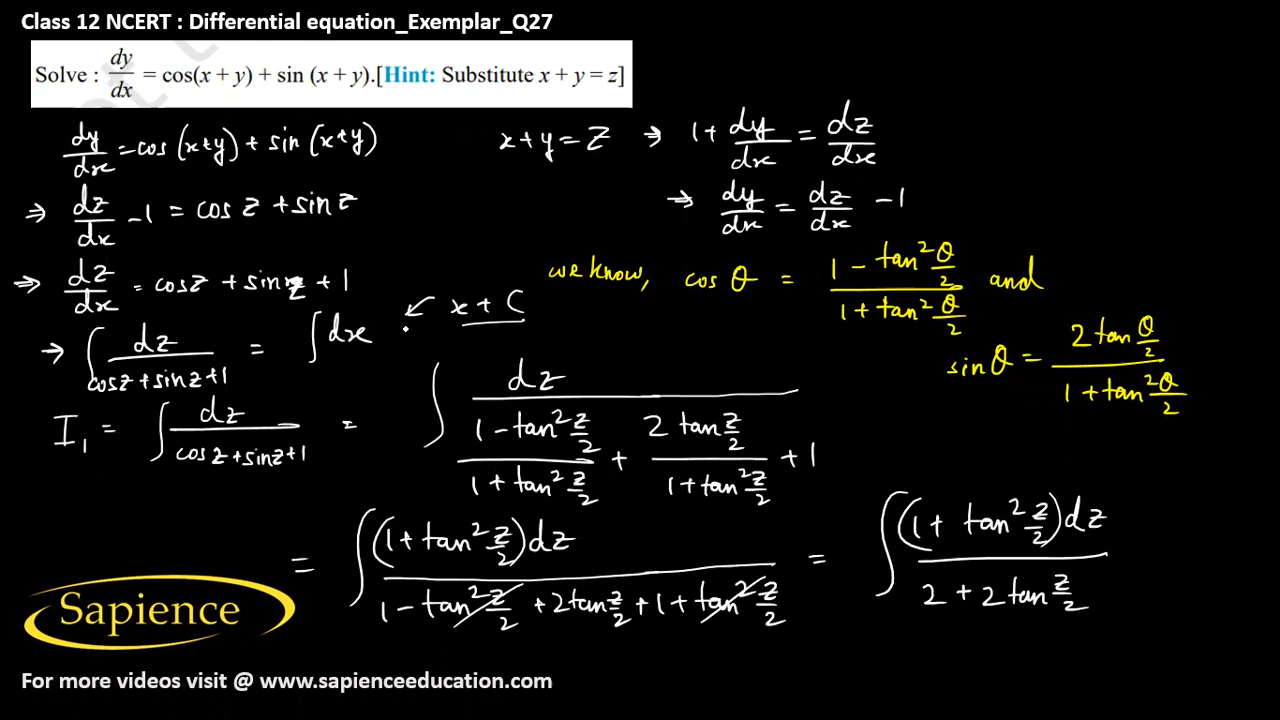 Class 12 NCERT : Differential equation_Exemplar_Q27
Solve : dy/dx = cos(x + y) + sin (x + y).[Hint: Substitute x + y = z]
dy/dx = cos (x+y) + sin (x+y)
x+y = z ⇒ 1 + dy/dx = dz/dx
⇒ dz/dx - 1 = cos z + sin z
⇒ dy/dx = dz/dx - 1
⇒ dz/dx = cos z + sin z + 1
we know, cos θ = (1 - tan² θ/2)/(1 + tan² θ/2) and
sin θ = (2 tan θ/2)/(1 + tan² θ/2)
⇒ ∫ dz/(cos z + sin z + 1) = ∫ dx ↙ x + C
I₁ = ∫ dz/(cos z + sin z + 1) = ∫ dz/((1 - tan² z/2)/(1 + tan² z/2) + (2 tan z/2)/(1 + tan² z/2) + 1)
= ∫ (1 + tan² z/2) dz/(1 - tan² z/2 + 2 tan z/2 + 1 + tan² z/2) = ∫ (1 + tan² z/2) dz/(2 + 2 tan z/2)
Sapience
For more videos visit @ www.sapienceeducation.com